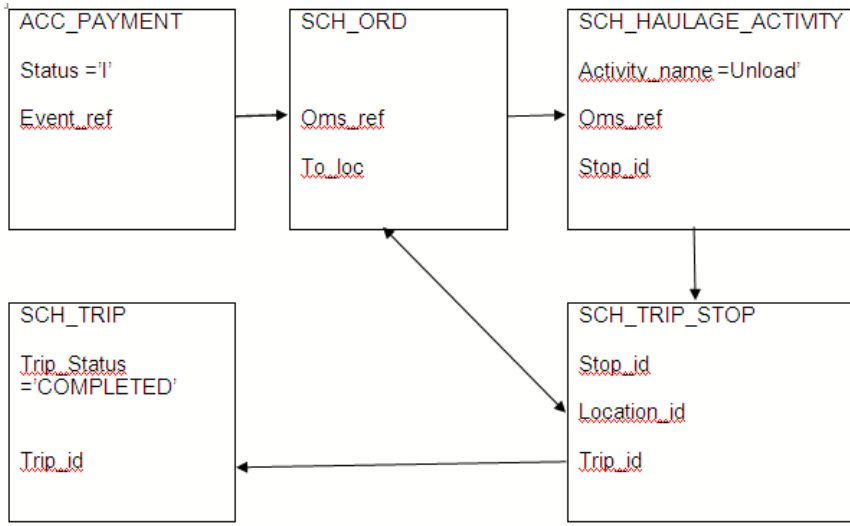 ACC_PAYMENT
Status ='I'
Event_ref
SCH_ORD
Oms_ref
To_loc
SCH_HAULAGE_ACTIVITY
Activity_name =Unload'
Oms_ref
Stop_id
SCH_TRIP
Trip_Status
='COMPLETED'
Trip_id
SCH_TRIP_STOP
Stop_id
Location_id
Trip_id